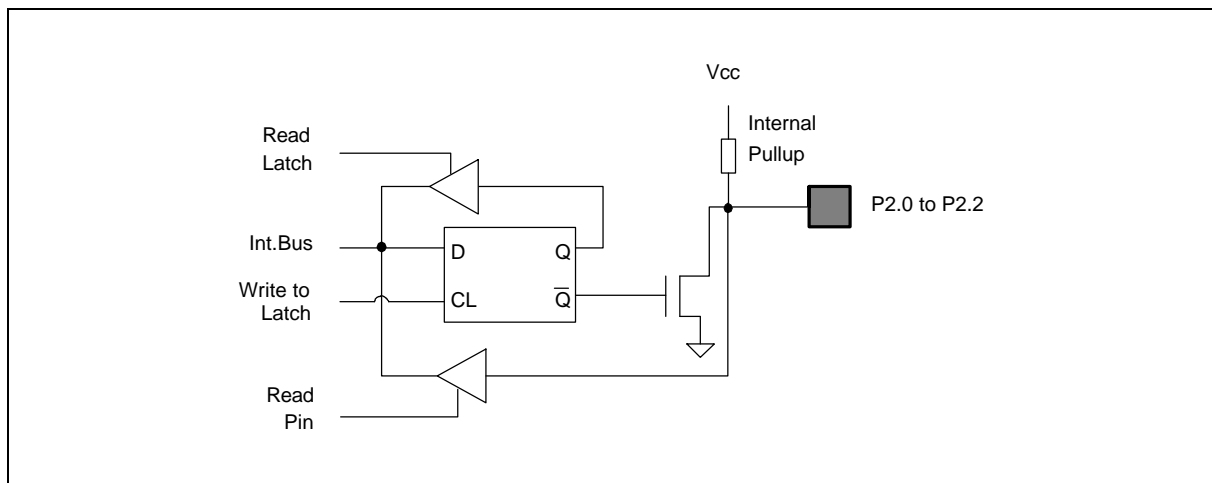 Vcc
Internal
Pullup
Read
Latch
P2.0 to P2.2
Int.Bus
D
Q
Write to
Latch
CL
Q̅
Read
Pin